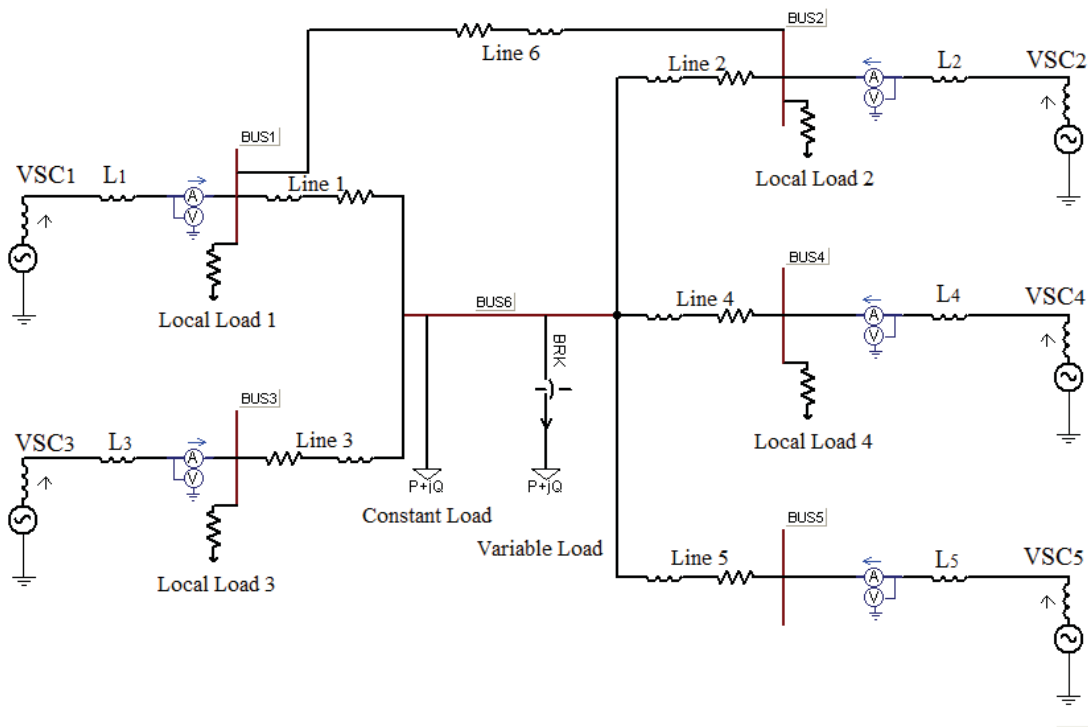 BUS2
Line 6
Line 2
A
V
L2
VSC2
BUS1
VSC1
L1
A
V
Line 1
Local Load 2
Local Load 1
BUS6
BRK
BUS4
Line 4
A
V
L4
VSC4
BUS3
VSC3
L3
A
V
Line 3
Local Load 4
P+jQ
P+jQ
Constant Load
Variable Load
Local Load 3
BUS5
Line 5
A
V
L5
VSC5